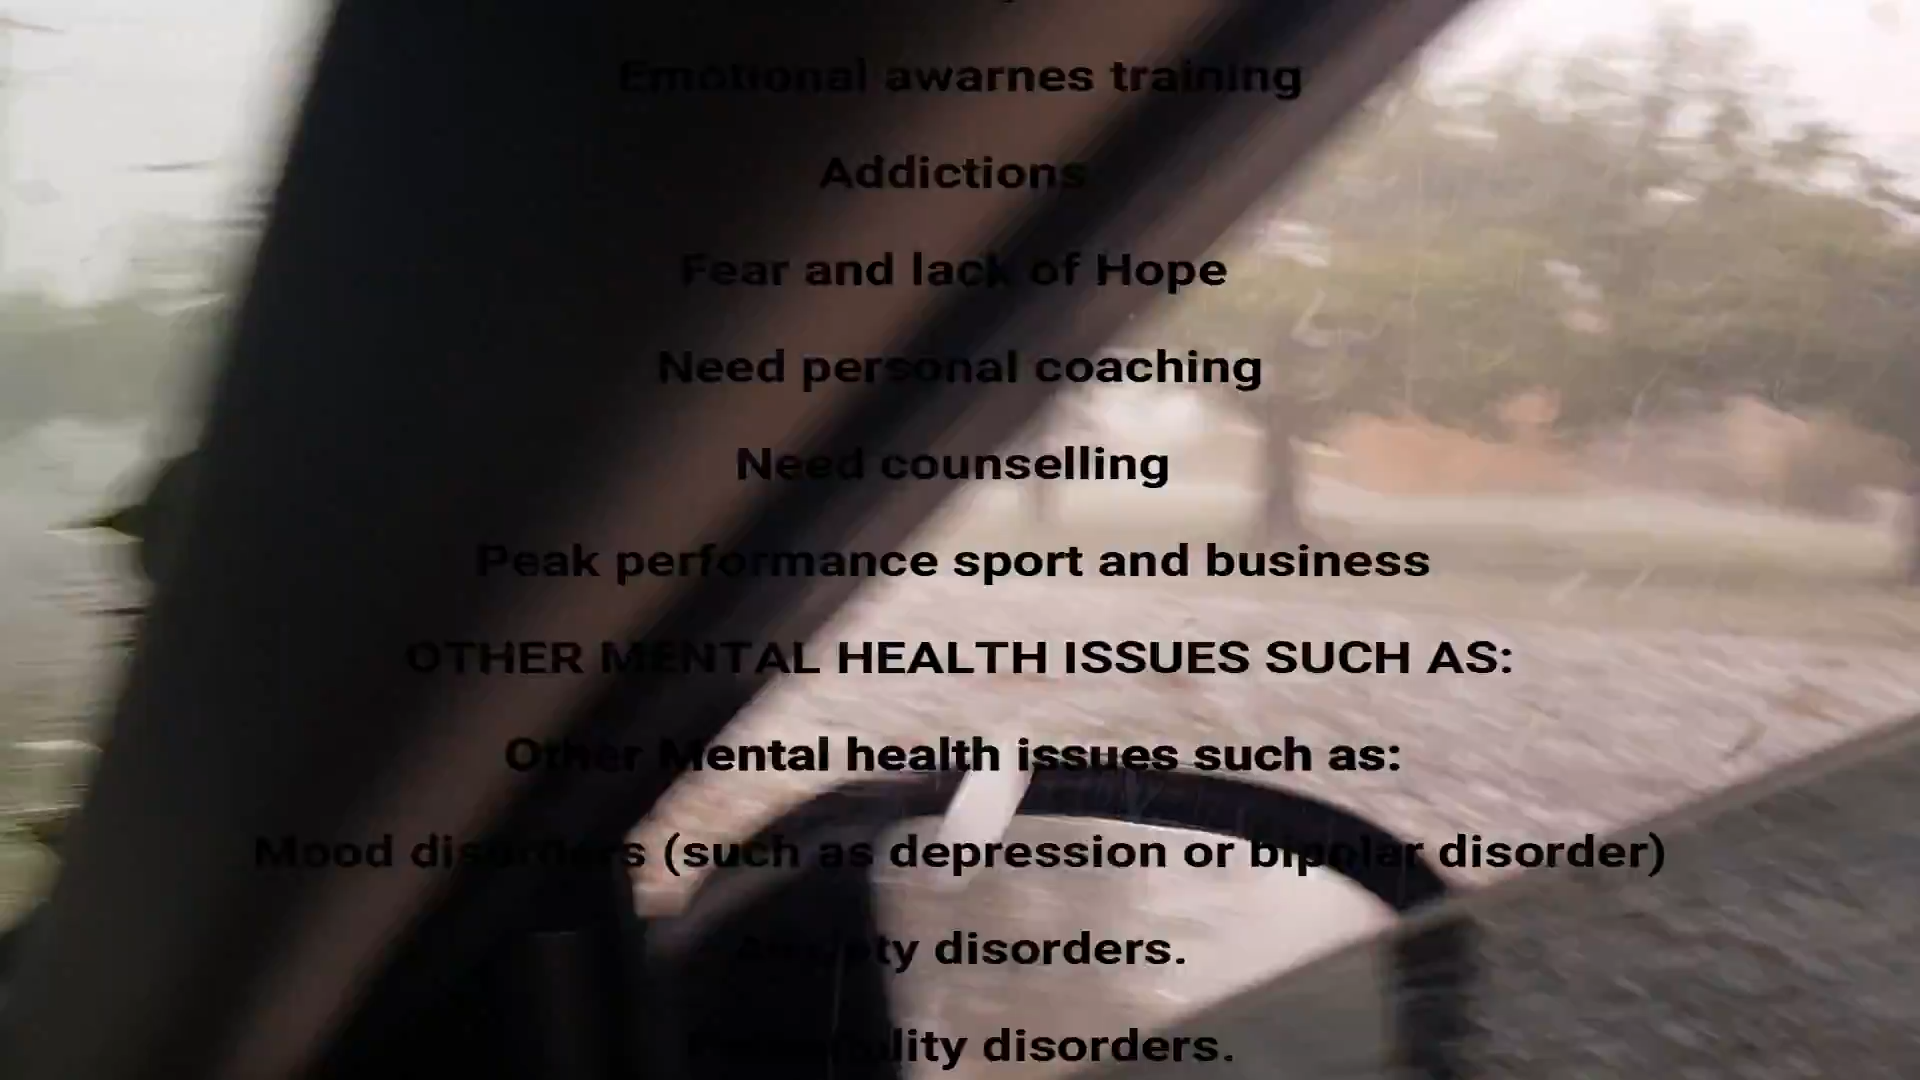 Emotional awarnes training
Addictions
Fear and lack of Hope
Need personal coaching
Need counselling
Peak performance sport and business
OTHER MENTAL HEALTH ISSUES SUCH AS:
Other Mental health issues such as:
Mood disorders (such as depression or bipolar disorder)
Anxiety disorders.
Personality disorders.